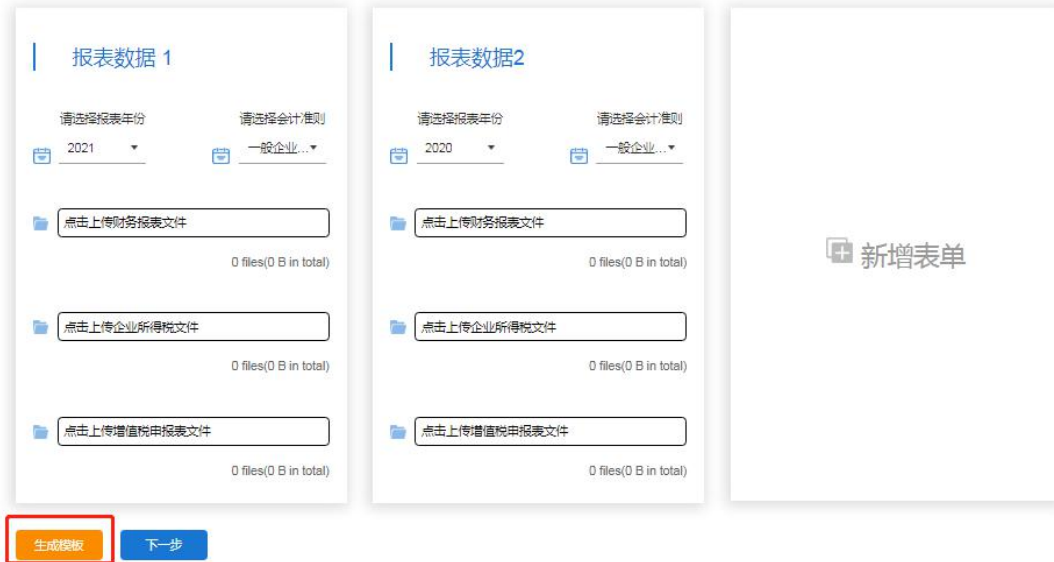 报表数据 1
请选择报表年份
请选择会计准则
2021
一般企业...
点击上传财务报表文件
0 files(0 B in total)
点击上传企业所得税文件
0 files(0 B in total)
点击上传增值税申报表文件
0 files(0 B in total)
报表数据2
请选择报表年份
请选择会计准则
2020
一般企业...
点击上传财务报表文件
0 files(0 B in total)
点击上传企业所得税文件
0 files(0 B in total)
点击上传增值税申报表文件
0 files(0 B in total)
新增表单
生成模板
下一步